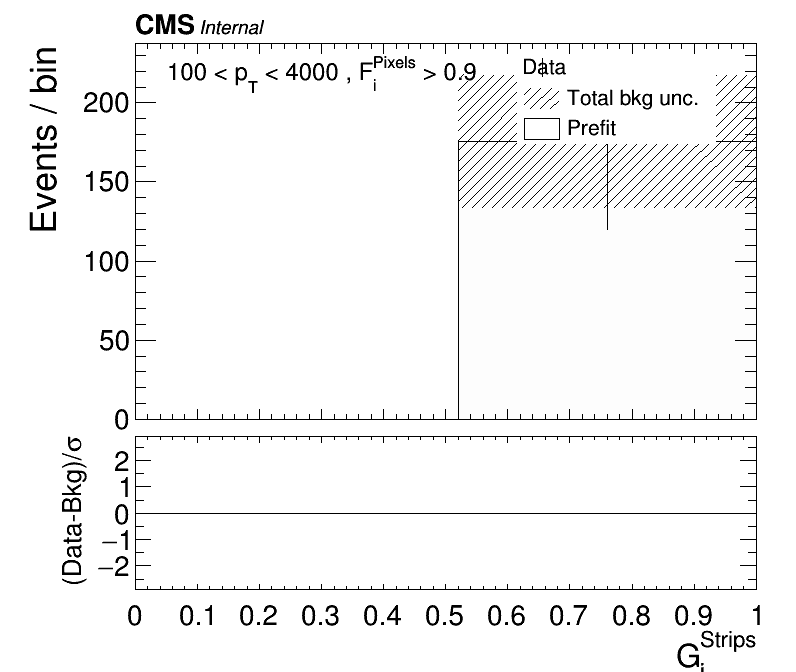 CMS Internal
100 < p_T < 4000 , F_i^Pixels > 0.9
Data
Total bkg unc.
Prefit
Events / bin
200
150
100
50
0
(Data-Bkg)/σ
2
1
0
−1
−2
0 0.1 0.2 0.3 0.4 0.5 0.6 0.7 0.8 0.9 1
G_i^Strips